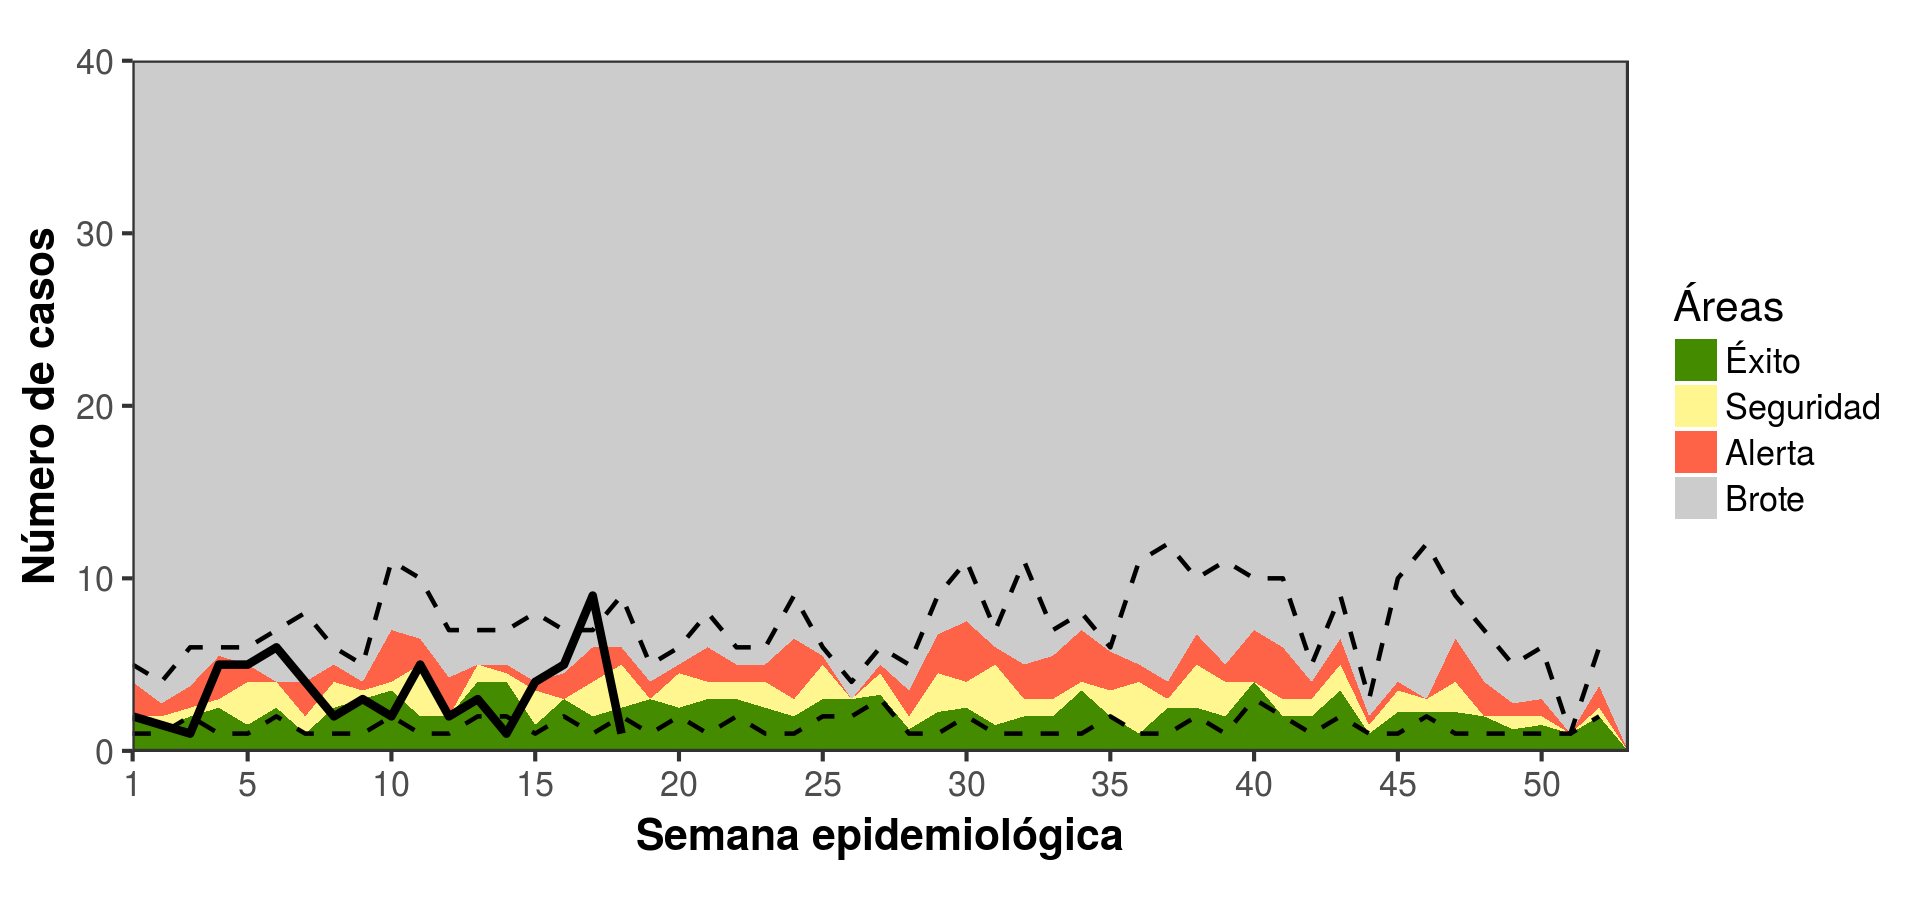 40
30
20
10
0
Número de casos
1 5 10 15 20 25 30 35 40 45 50
Semana epidemiológica
Áreas
Éxito
Seguridad
Alerta
Brote